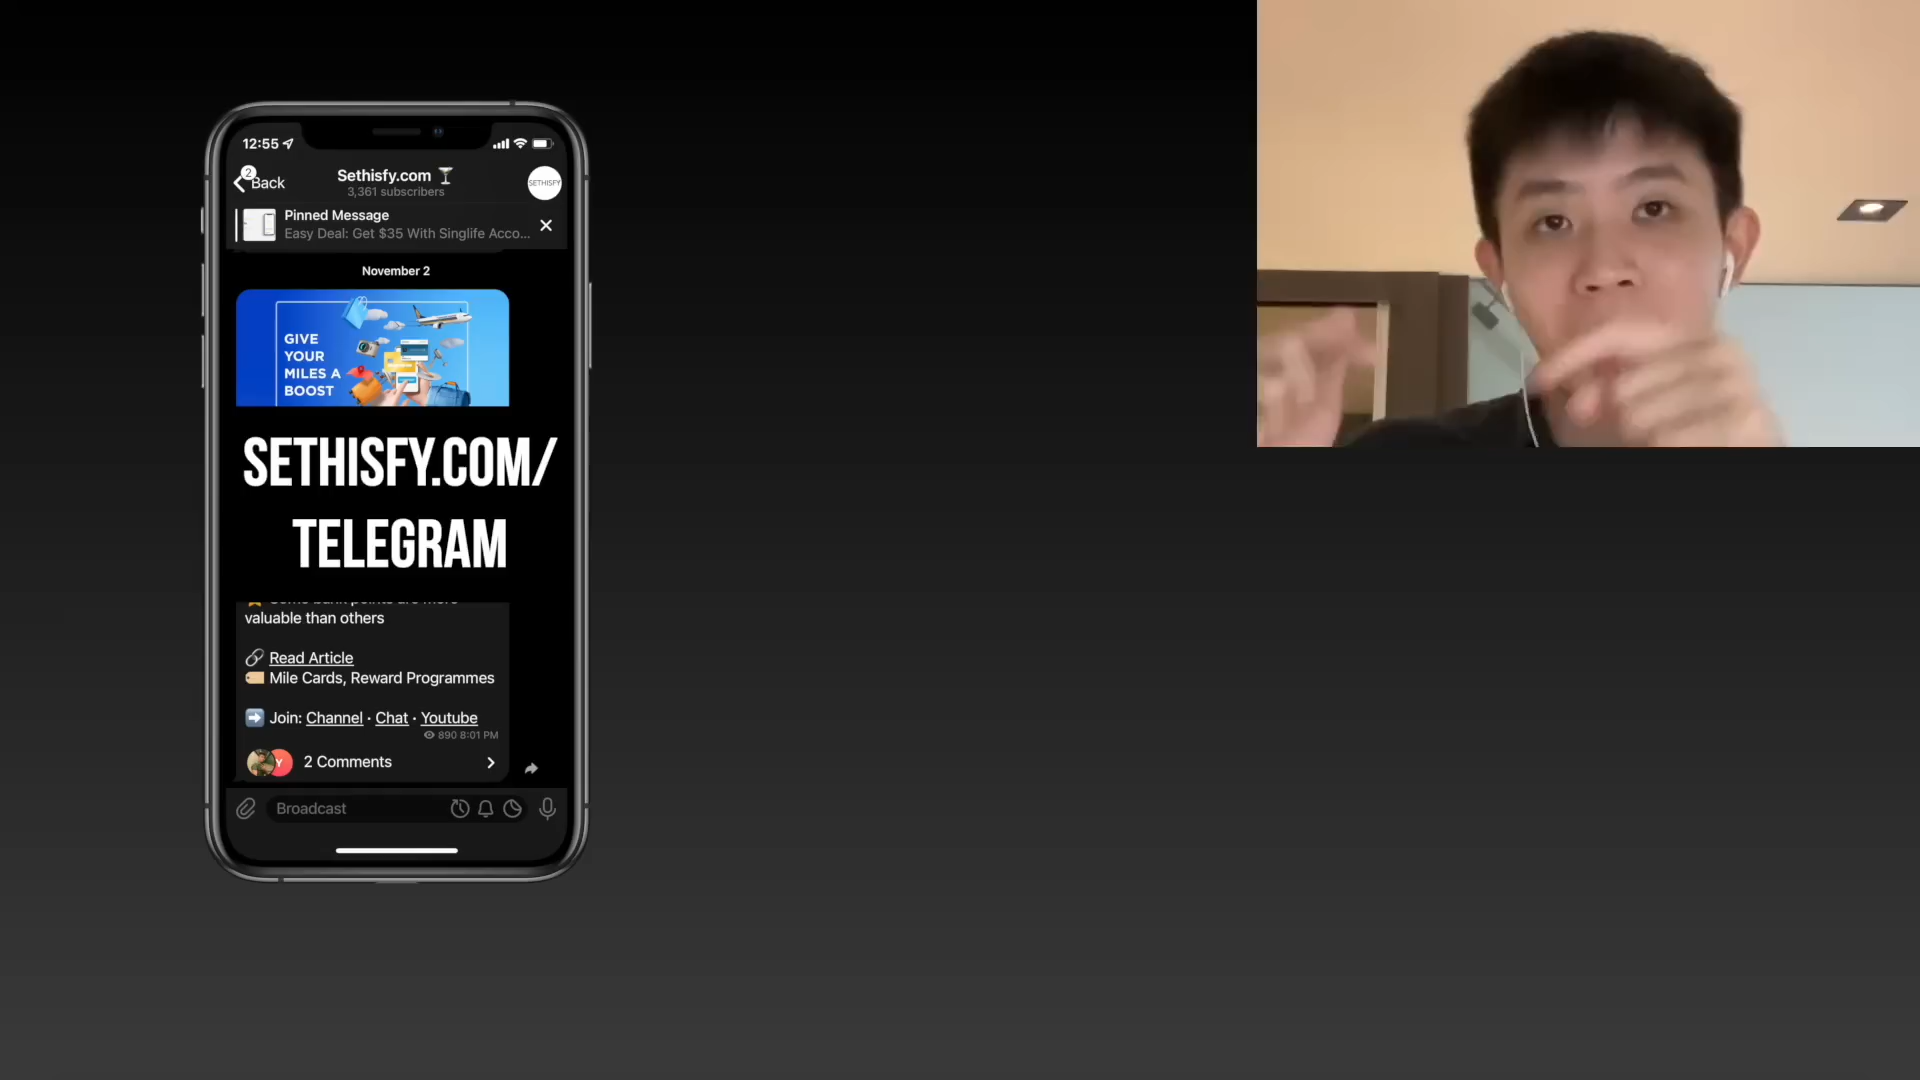 12:55
2
Back
Sethisfy.com
3,361 subscribers
SETHISFY
Pinned Message
Easy Deal: Get $35 With Singlife Acco...
November 2
GIVE
YOUR
MILES A
BOOST
SETHISFY.COM/
TELEGRAM
valuable than others
Read Article
Mile Cards, Reward Programmes
Join: Channel · Chat · Youtube
890 8:01 PM
Y
2 Comments
Broadcast